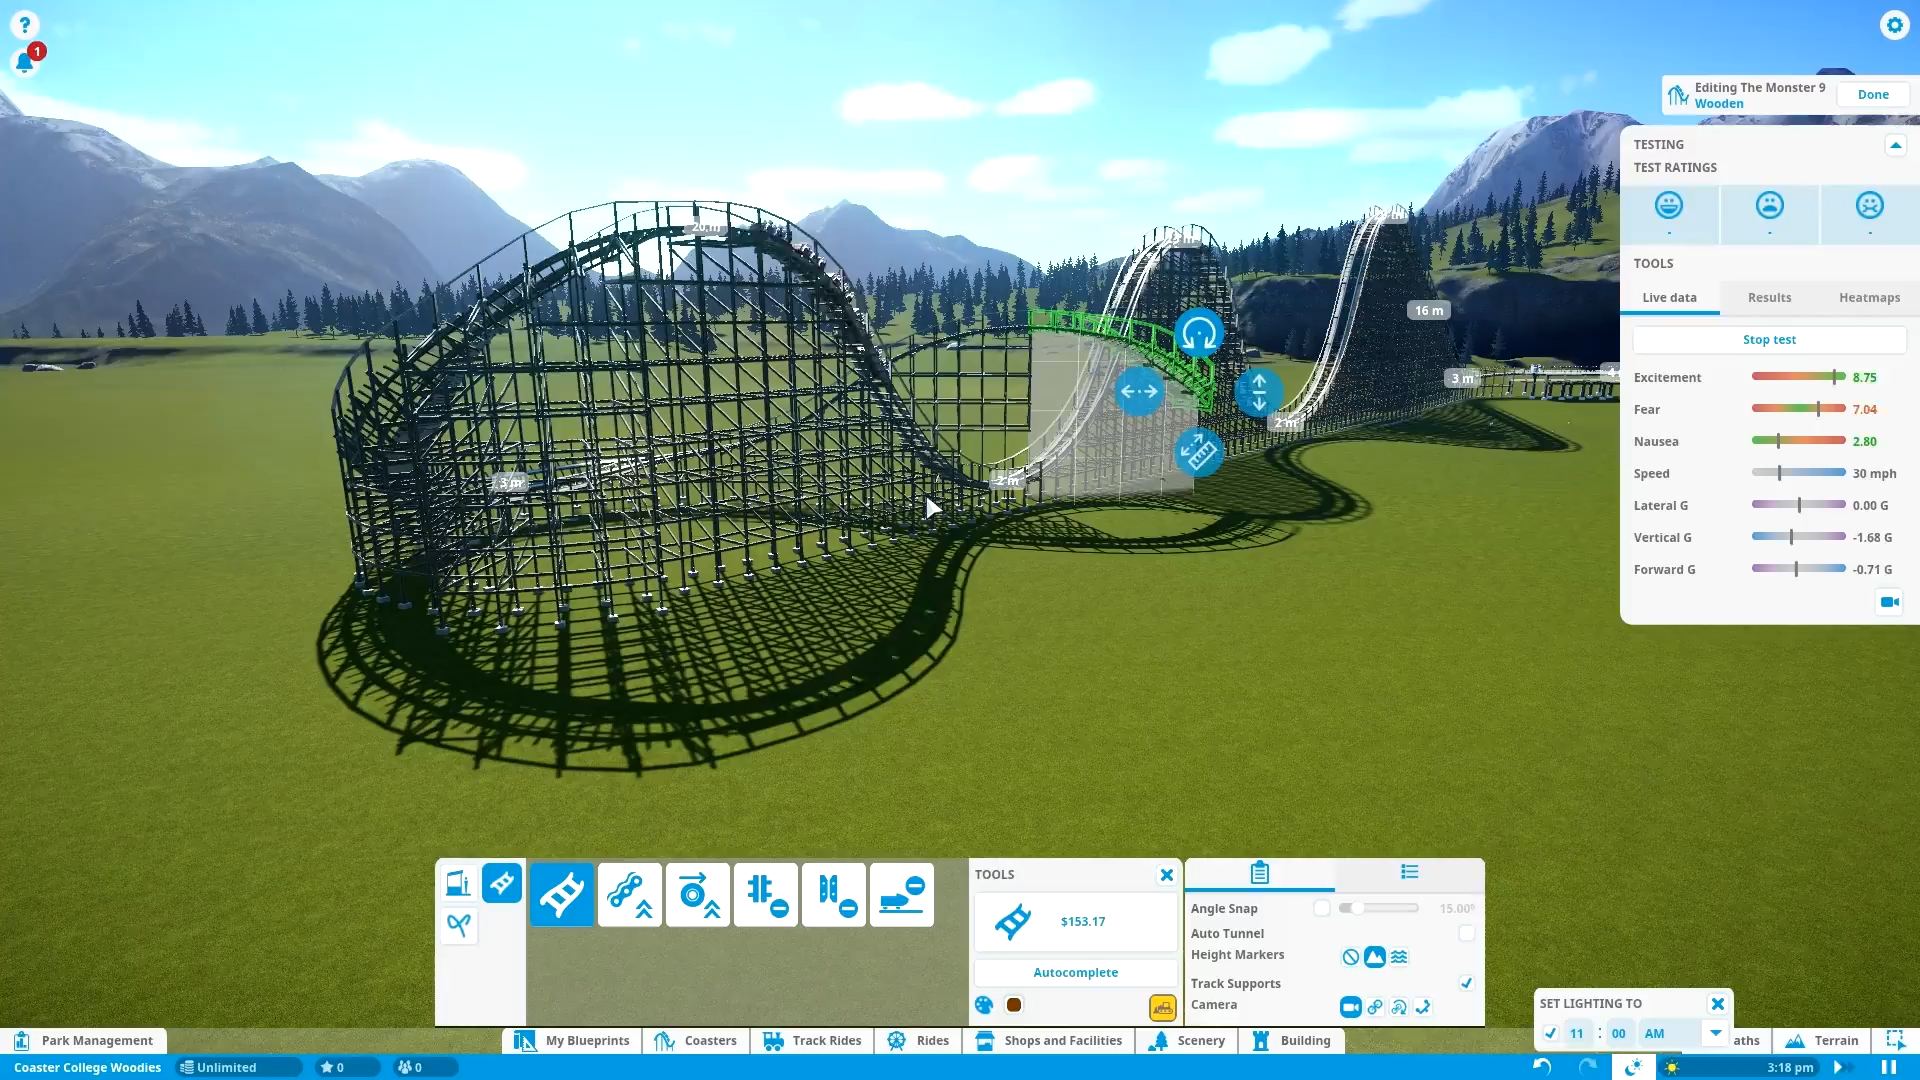 ?
1
Editing The Monster 9
Wooden
Done
TESTING
TEST RATINGS
-
-
-
TOOLS
Live data
Results
Heatmaps
Stop test
Excitement
8.75
Fear
7.04
Nausea
2.80
Speed
30 mph
Lateral G
0.00 G
Vertical G
-1.68 G
Forward G
-0.71 G
20 m
16 m
3 m
2 m
3 m
2 m
TOOLS
$153.17
Autocomplete
Angle Snap
15.00°
Auto Tunnel
Height Markers
Track Supports
Camera
SET LIGHTING TO
11 : 00 AM
Park Management
My Blueprints
Coasters
Track Rides
Rides
Shops and Facilities
Scenery
Building
aths
Terrain
Coaster College Woodies
Unlimited
0
0
3:18 pm